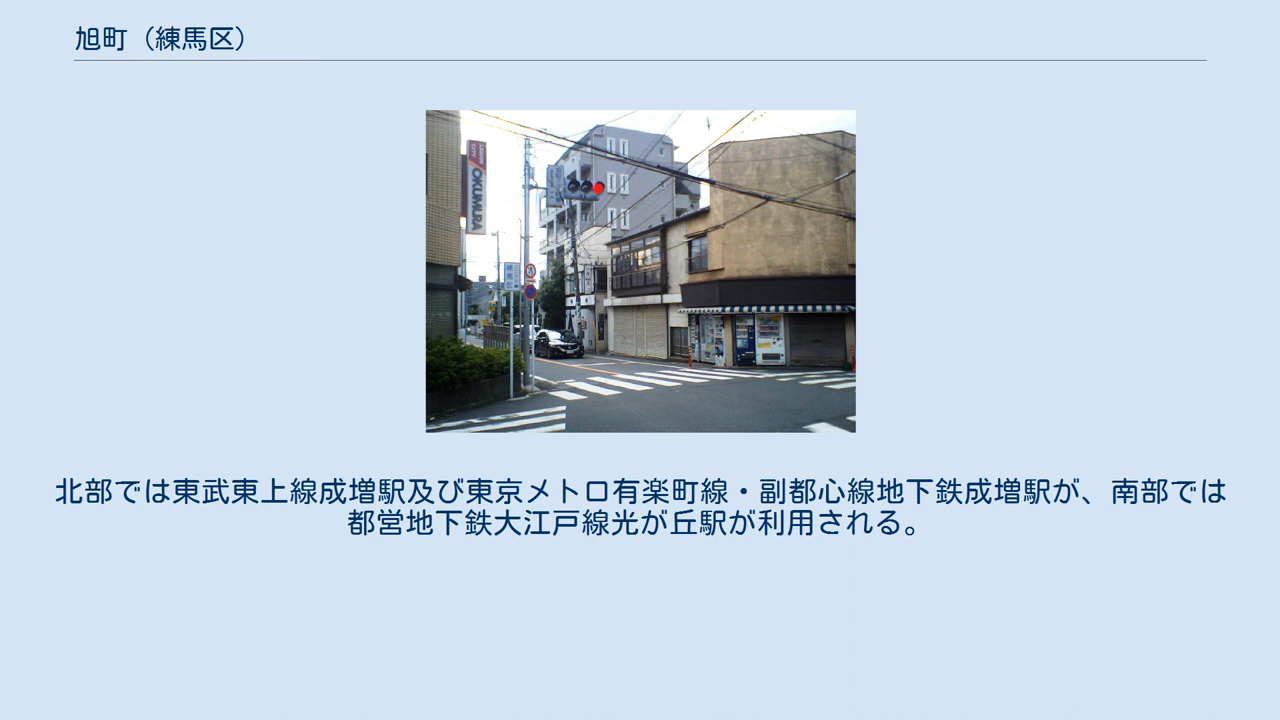 旭町（練馬区）
OKUMURA
練馬区
北部では東武東上線成増駅及び東京メトロ有楽町線・副都心線地下鉄成増駅が、南部では
都営地下鉄大江戸線光が丘駅が利用される。